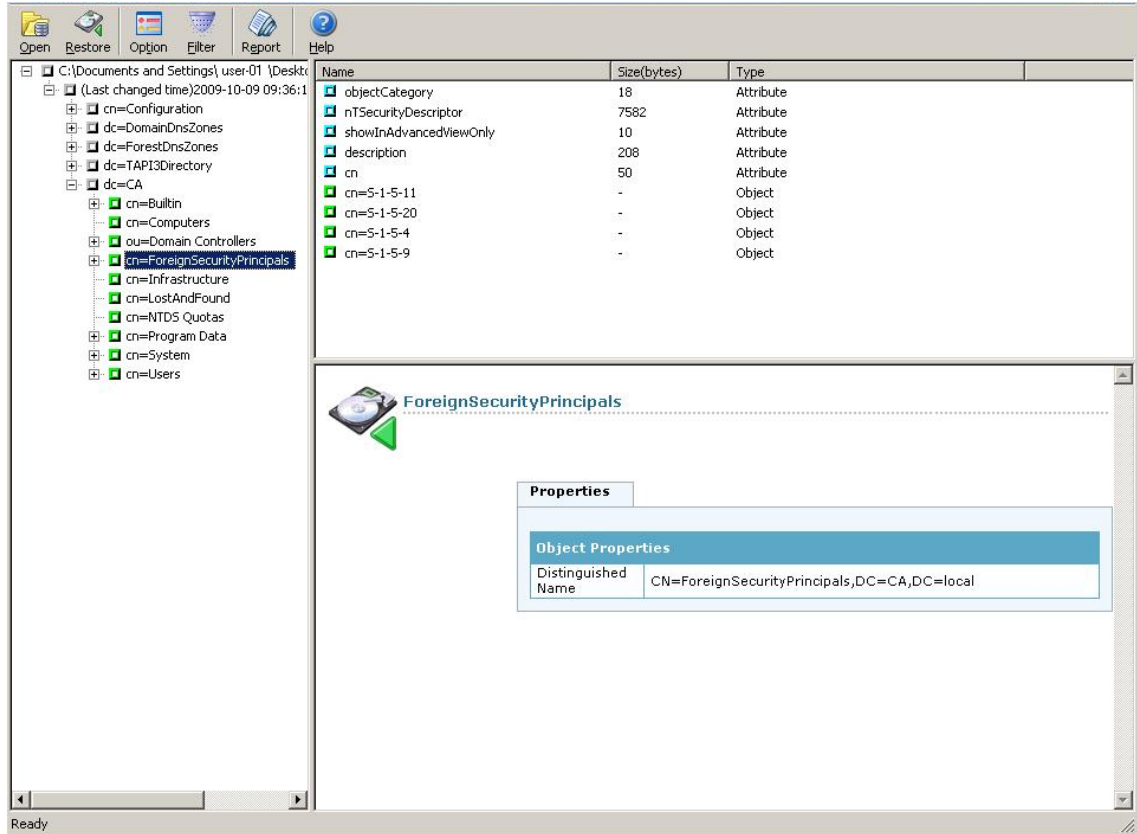 Open Restore Option Filter Report Help
C:\Documents and Settings\ user-01 \Deskt
(Last changed time)2009-10-09 09:36:1
cn=Configuration
dc=DomainDnsZones
dc=ForestDnsZones
dc=TAPI3Directory
dc=CA
cn=Builtin
cn=Computers
ou=Domain Controllers
cn=ForeignSecurityPrincipals
cn=Infrastructure
cn=LostAndFound
cn=NTDS Quotas
cn=Program Data
cn=System
cn=Users
Name Size(bytes) Type
objectCategory 18 Attribute
nTSecurityDescriptor 7582 Attribute
showInAdvancedViewOnly 10 Attribute
description 208 Attribute
cn 50 Attribute
cn=S-1-5-11 - Object
cn=S-1-5-20 - Object
cn=S-1-5-4 - Object
cn=S-1-5-9 - Object
ForeignSecurityPrincipals
Properties
Object Properties
Distinguished
Name
CN=ForeignSecurityPrincipals,DC=CA,DC=local
Ready